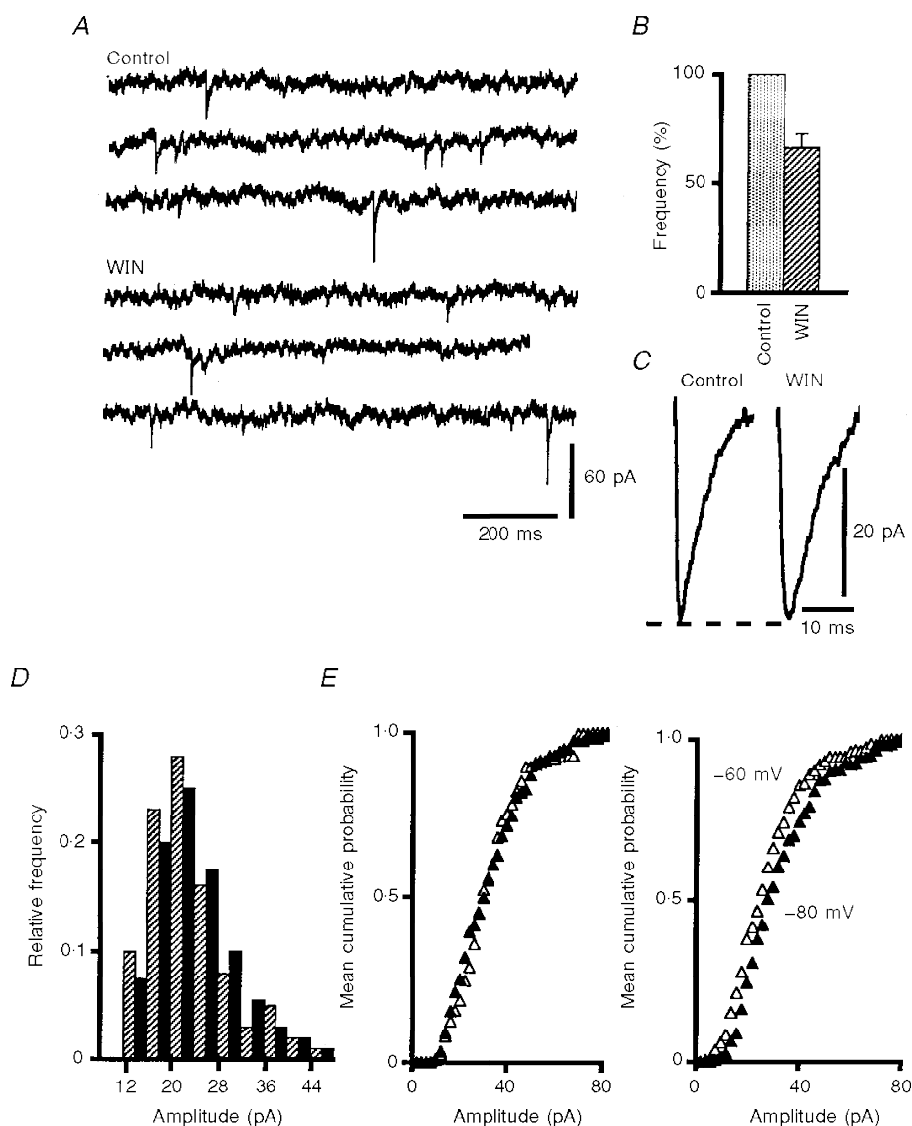 A
Control
WIN
60 pA
200 ms
B
Frequency (%)
100
50
0
Control
WIN
C
Control WIN
20 pA
10 ms
D
Relative frequency
0·3
0·2
0·1
0
12 20 28 36 44
Amplitude (pA)
E
Mean cumulative probability
1·0
0·5
0
0 40 80
Amplitude (pA)
Mean cumulative probability
1·0
0·5
0
−60 mV
−80 mV
0 40 80
Amplitude (pA)